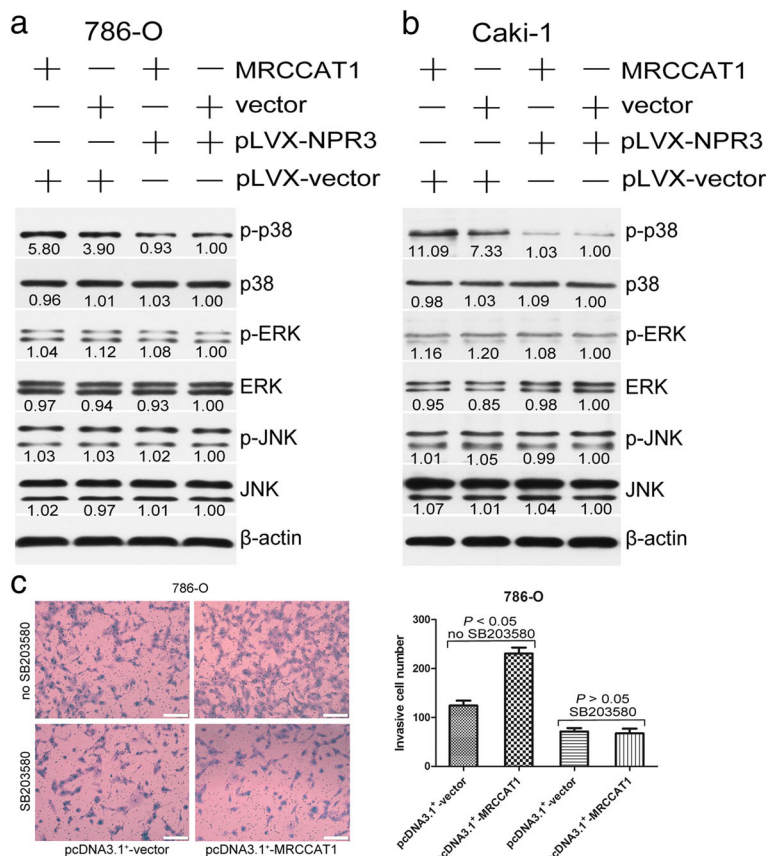 a
786-O
+ — + — MRCCAT1
— + — + vector
— — + + pLVX-NPR3
+ + — — pLVX-vector
p-p38
5.80 3.90 0.93 1.00
p38
0.96 1.01 1.03 1.00
p-ERK
1.04 1.12 1.08 1.00
ERK
0.97 0.94 0.93 1.00
p-JNK
1.03 1.03 1.02 1.00
JNK
1.02 0.97 1.01 1.00
β-actin
b
Caki-1
+ — + — MRCCAT1
— + — + vector
— — + + pLVX-NPR3
+ + — — pLVX-vector
p-p38
11.09 7.33 1.03 1.00
p38
0.98 1.03 1.09 1.00
p-ERK
1.16 1.20 1.08 1.00
ERK
0.95 0.85 0.98 1.00
p-JNK
1.01 1.05 0.99 1.00
JNK
1.07 1.01 1.04 1.00
β-actin
c
786-O
no SB203580
SB203580
pcDNA3.1⁺-vector pcDNA3.1⁺-MRCCAT1
786-O
Invasive cell number
300
200
100
0
P < 0.05
no SB203580
P > 0.05
SB203580
pcDNA3.1⁺-vector
cDNA3.1⁺-MRCCAT1
pcDNA3.1⁺-vector
cDNA3.1⁺-MRCCAT1